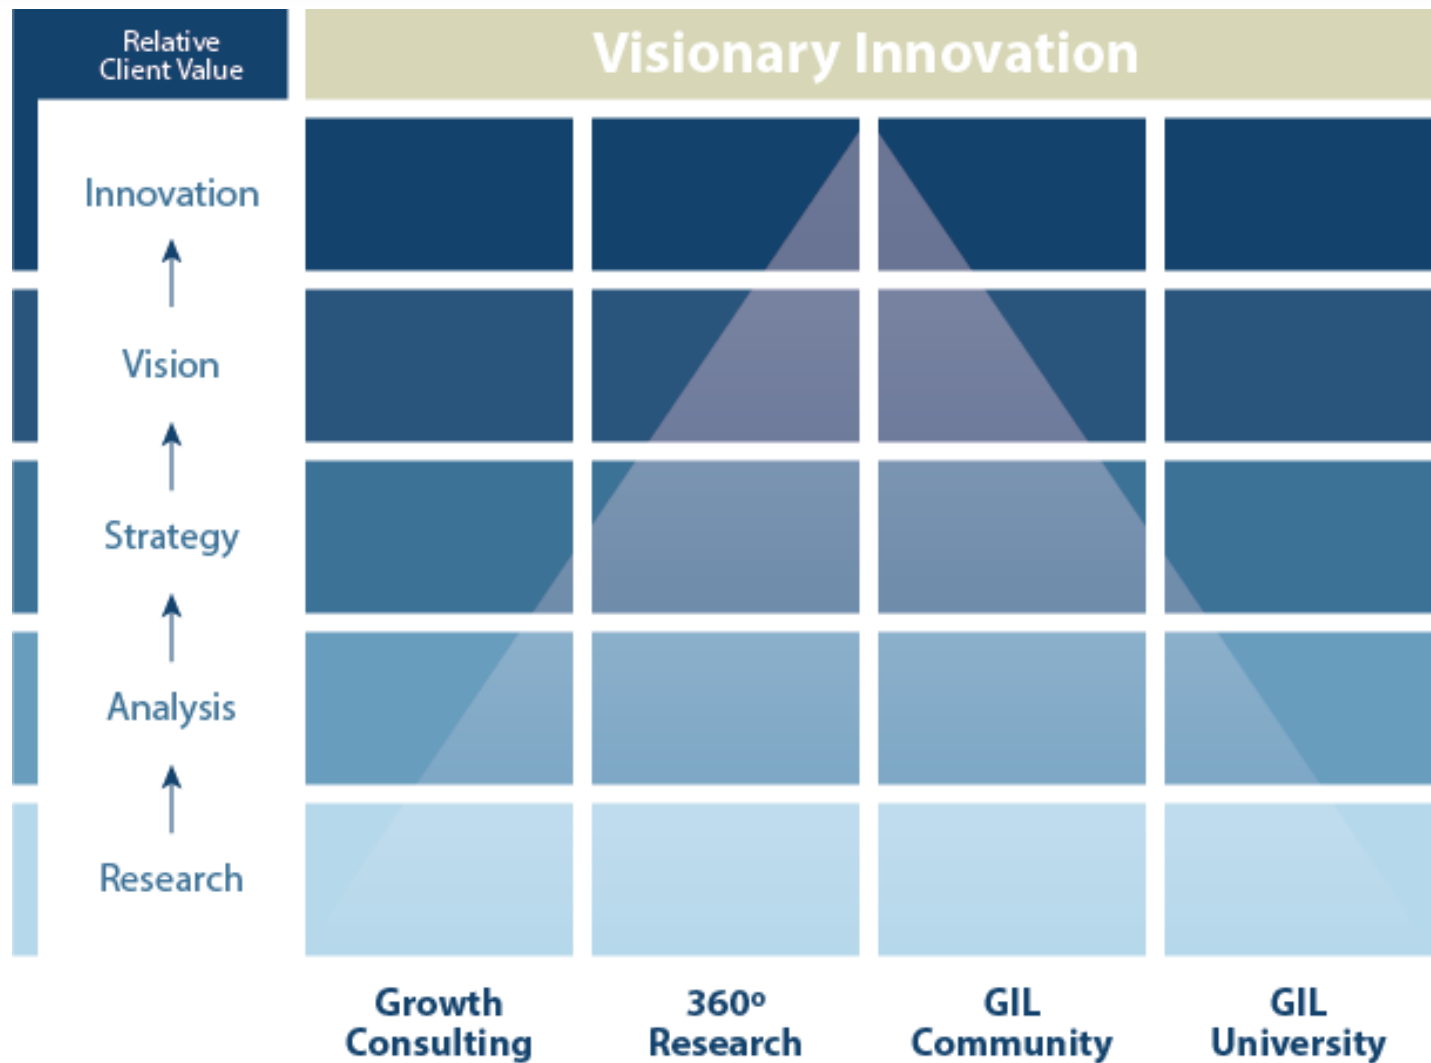 Relative
Client Value
Visionary Innovation
Innovation
Vision
Strategy
Analysis
Research
Growth
Consulting
360º
Research
GIL
Community
GIL
University